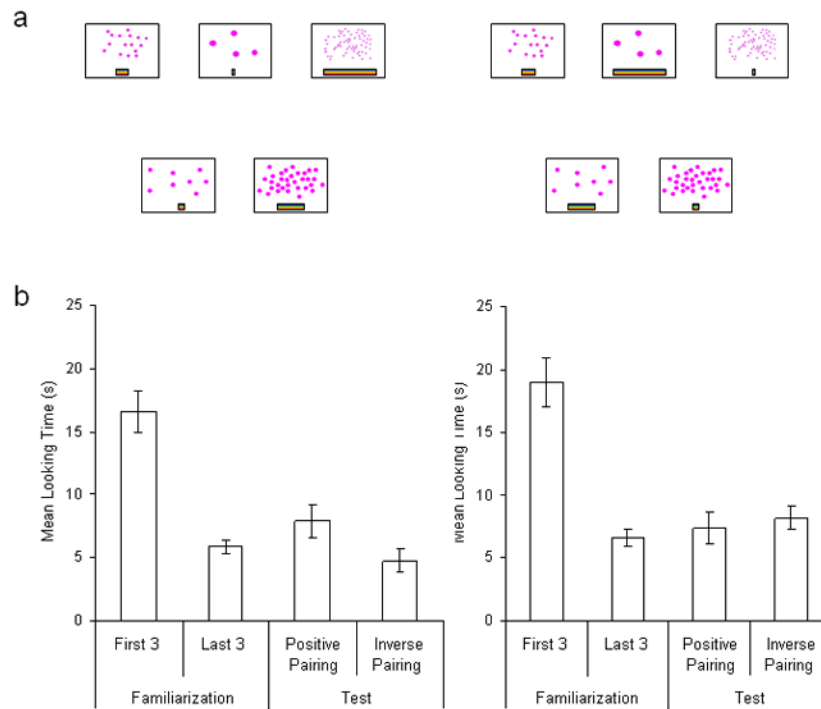 a
b
25
20
15
10
5
0
Mean Looking Time (s)
First 3
Last 3
Positive
Pairing
Inverse
Pairing
Familiarization
Test
25
20
15
10
5
0
Mean Looking Time (s)
First 3
Last 3
Positive
Pairing
Inverse
Pairing
Familiarization
Test